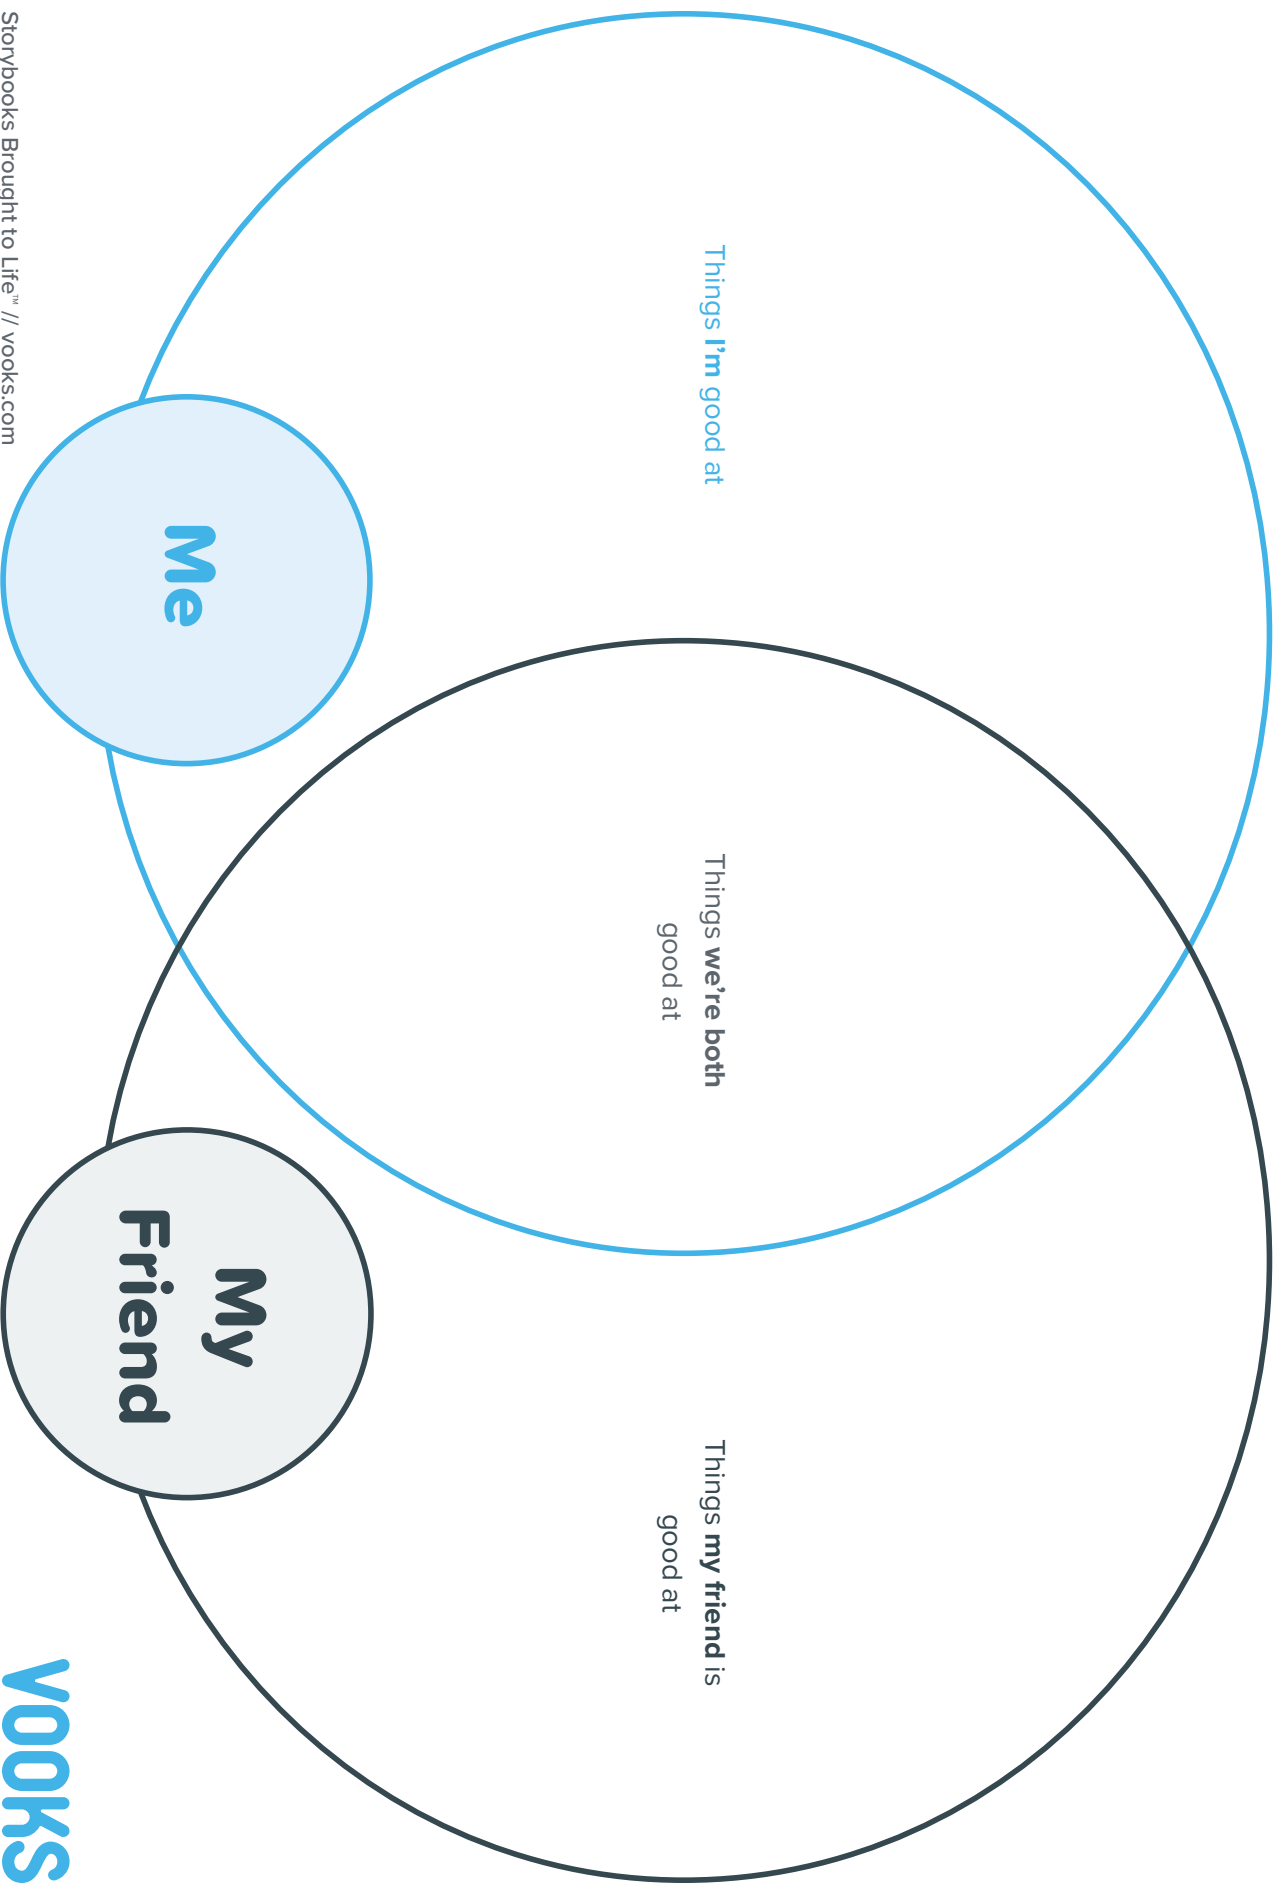 Things I'm good at
Things we're both
good at
Things my friend is
good at
Me
My
Friend
Storybooks Brought to Life™ // vooks.com
VOOKS